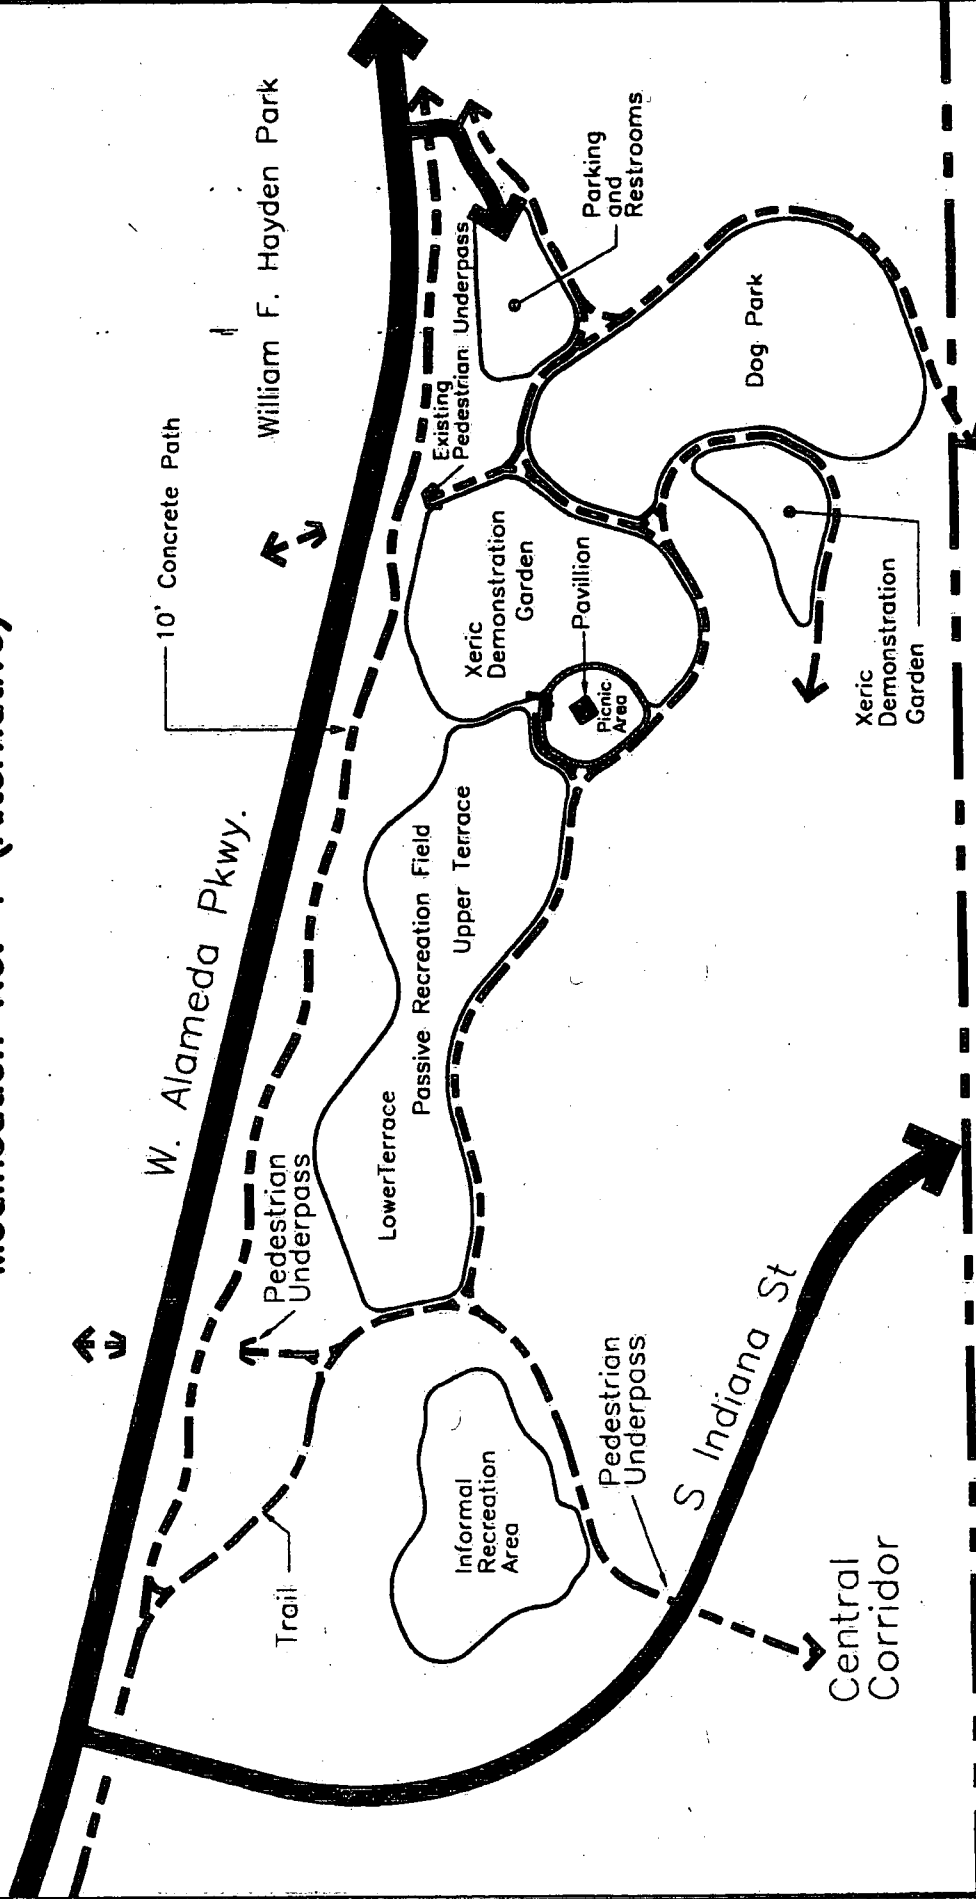 William F. Hayden Park
10' Concrete Path
W. Alameda Pkwy.
Existing
Pedestrian Underpass
Parking
and
Restrooms
Dog Park
Xeric
Demonstration
Garden
Pavillion
Picnic
Area
Xeric
Demonstration
Garden
Upper Terrace
Passive Recreation Field
LowerTerrace
Pedestrian
Underpass
Trail
Informal
Recreation
Area
Pedestrian
Underpass
S Indiana St
Central
Corridor